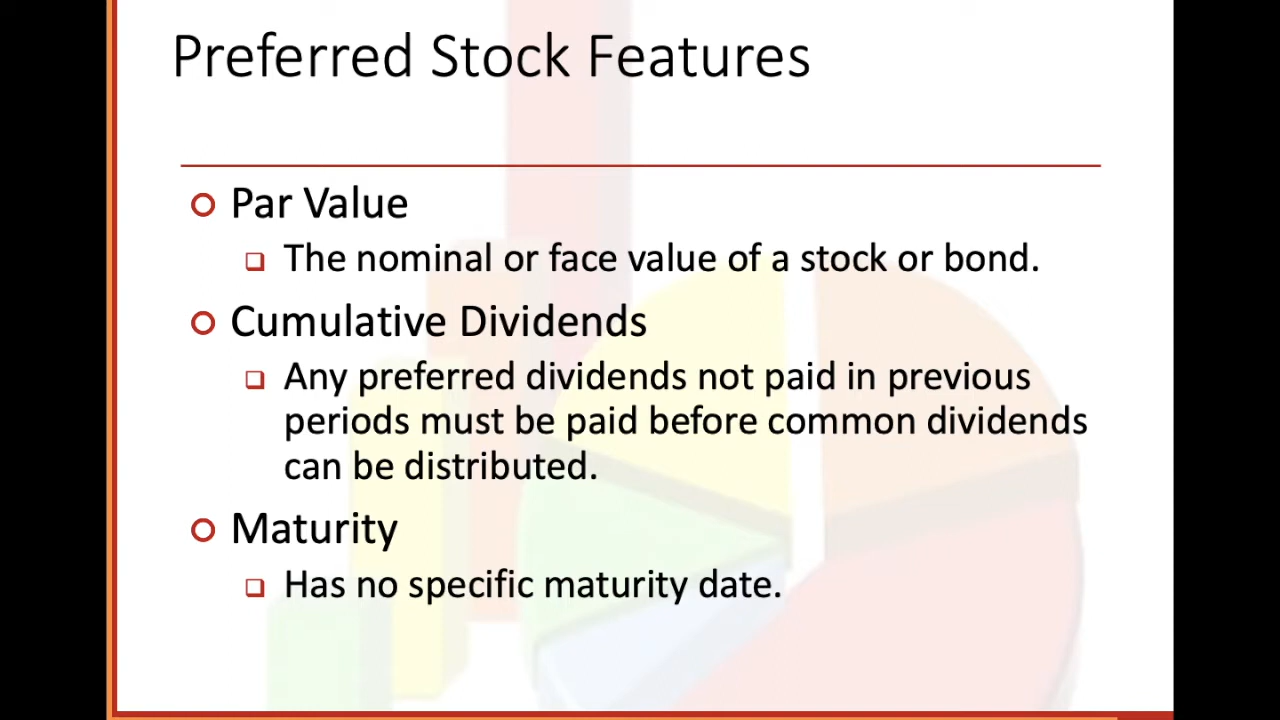 Preferred Stock Features
Par Value
The nominal or face value of a stock or bond.
Cumulative Dividends
Any preferred dividends not paid in previous
periods must be paid before common dividends
can be distributed.
Maturity
Has no specific maturity date.